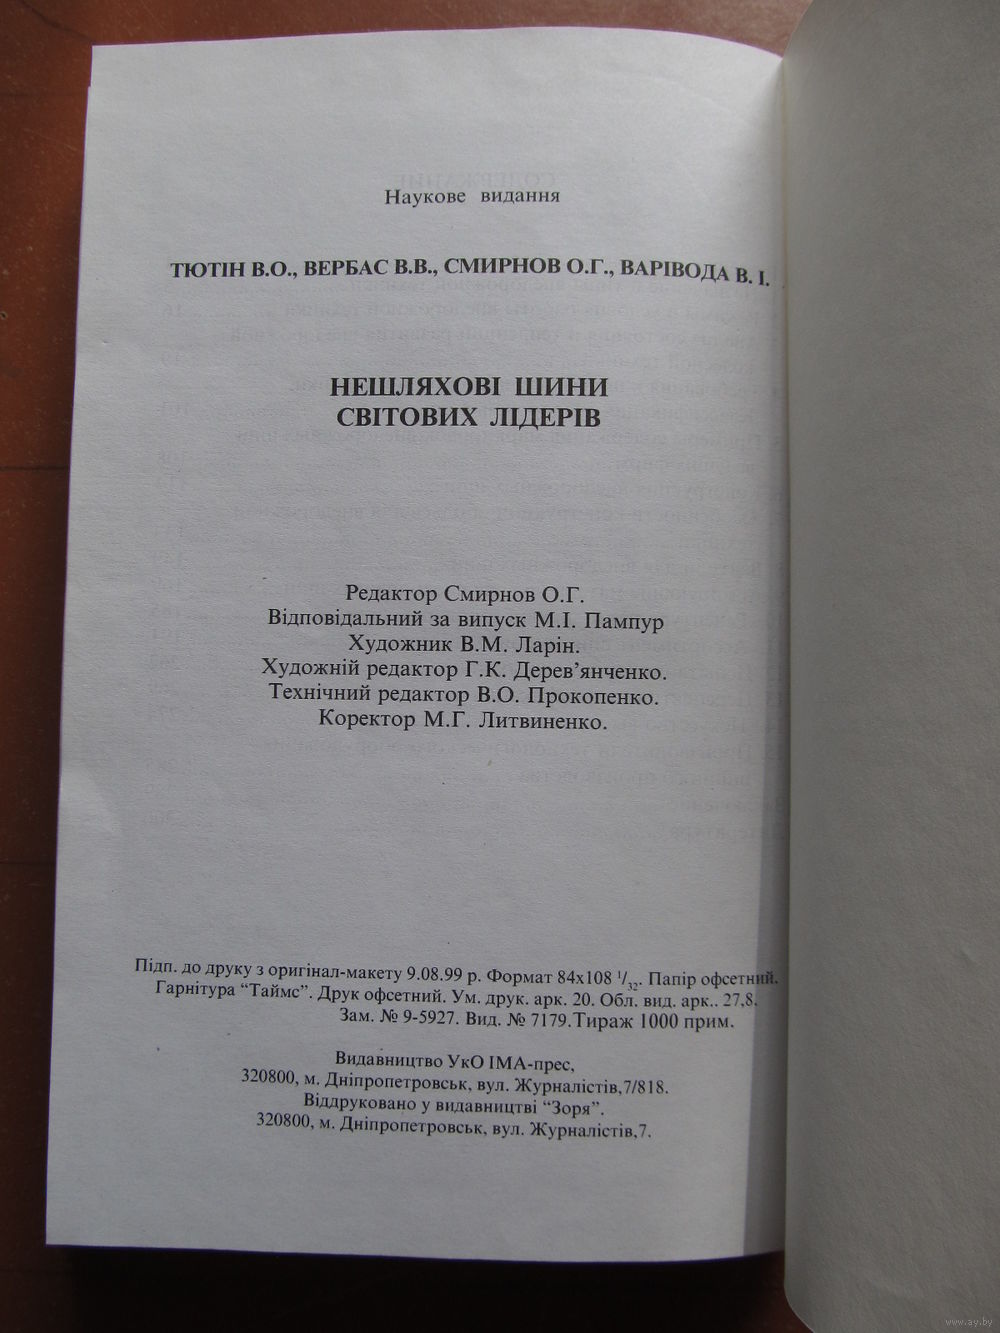 Наукове видання
ТЮТІН В.О., ВЕРБАС В.В., СМИРНОВ О.Г., ВАРІВОДА В. І.
НЕШЛЯХОВІ ШИНИ
СВІТОВИХ ЛІДЕРІВ
Редактор Смирнов О.Г.
Відповідальний за випуск М.І. Пампур
Художник В.М. Ларін.
Художній редактор Г.К. Дерев’янченко.
Технічний редактор В.О. Прокопенко.
Коректор М.Г. Литвиненко.
Підп. до друку з оригінал-макету 9.08.99 р. Формат 84х108 1/32. Папір офсетний.
Гарнітура “Таймс”. Друк офсетний. Ум. друк. арк. 20. Обл. вид. арк.. 27,8.
Зам. № 9-5927. Вид. № 7179.Тираж 1000 прим.
Видавництво УкО ІМА-прес,
320800, м. Дніпропетровськ, вул. Журналістів,7/818.
Віддруковано у видавництві “Зоря”.
320800, м. Дніпропетровськ, вул. Журналістів,7.
www.ay.by